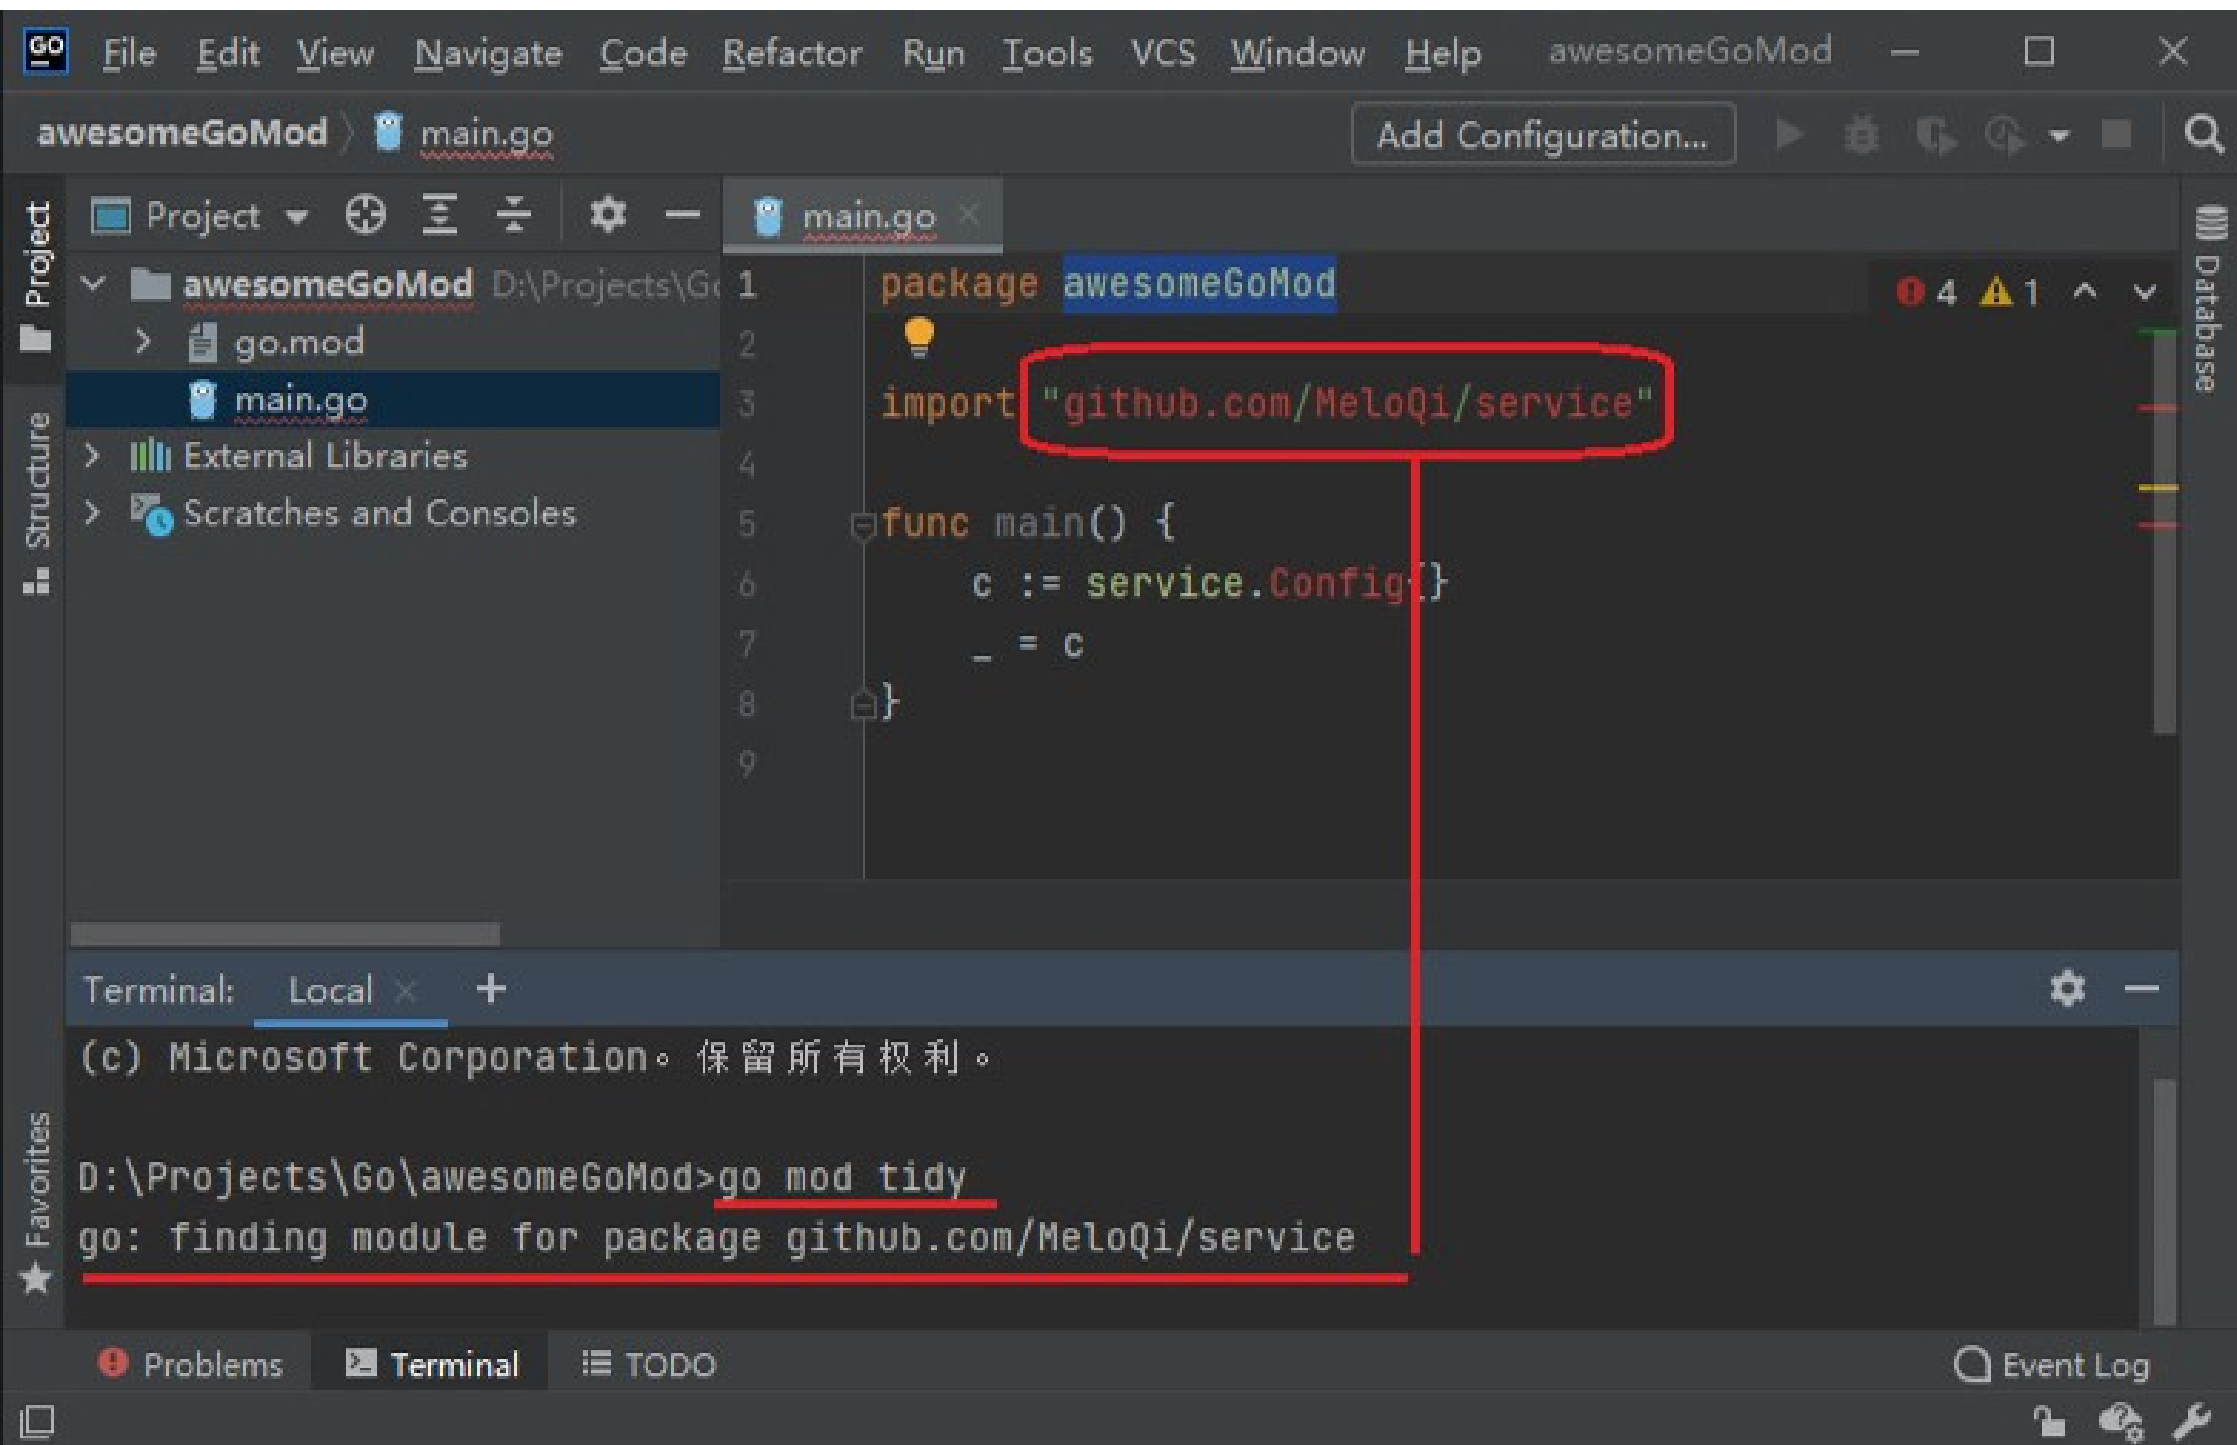 GO File Edit View Navigate Code Refactor Run Tools VCS Window Help awesomeGoMod
awesomeGoMod main.go Add Configuration...
Project
Project
awesomeGoMod D:\Projects\Go
go.mod
main.go
External Libraries
Scratches and Consoles
Structure
Favorites
main.go
1 package awesomeGoMod
2
3 import "github.com/MeloQi/service"
4
5 func main() {
6 c := service.Config{}
7 _ = c
8 }
9
4 1
Database
Terminal: Local +
(c) Microsoft Corporation。保留所有权利。
D:\Projects\Go\awesomeGoMod>go mod tidy
go: finding module for package github.com/MeloQi/service
Problems Terminal TODO Event Log